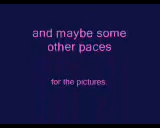 and maybe some
other paces
for the pictures.